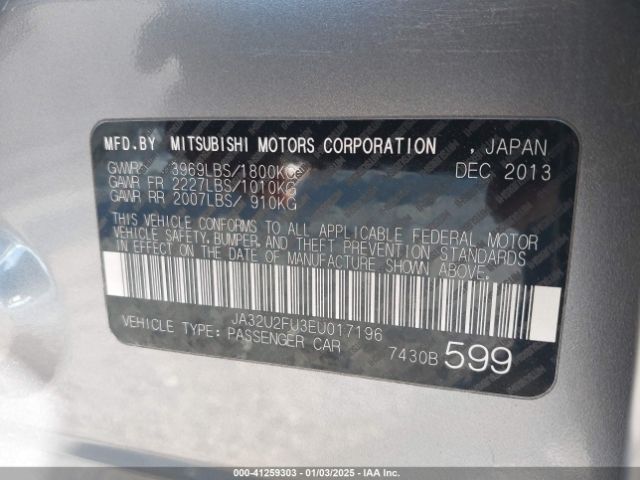 MFD.BY MITSUBISHI MOTORS CORPORATION , JAPAN
GVWR 3969LBS/1800KG DEC 2013
GAWR FR 2227LBS/1010KG
GAWR RR 2007LBS/ 910KG
THIS VEHICLE CONFORMS TO ALL APPLICABLE FEDERAL MOTOR
VEHICLE SAFETY, BUMPER, AND THEFT PREVENTION STANDARDS
IN EFFECT ON THE DATE OF MANUFACTURE SHOWN ABOVE.
JA32U2FU3EU017196
VEHICLE TYPE: PASSENGER CAR 7430B 599
000-41259303 - 01/03/2025 - IAA Inc.